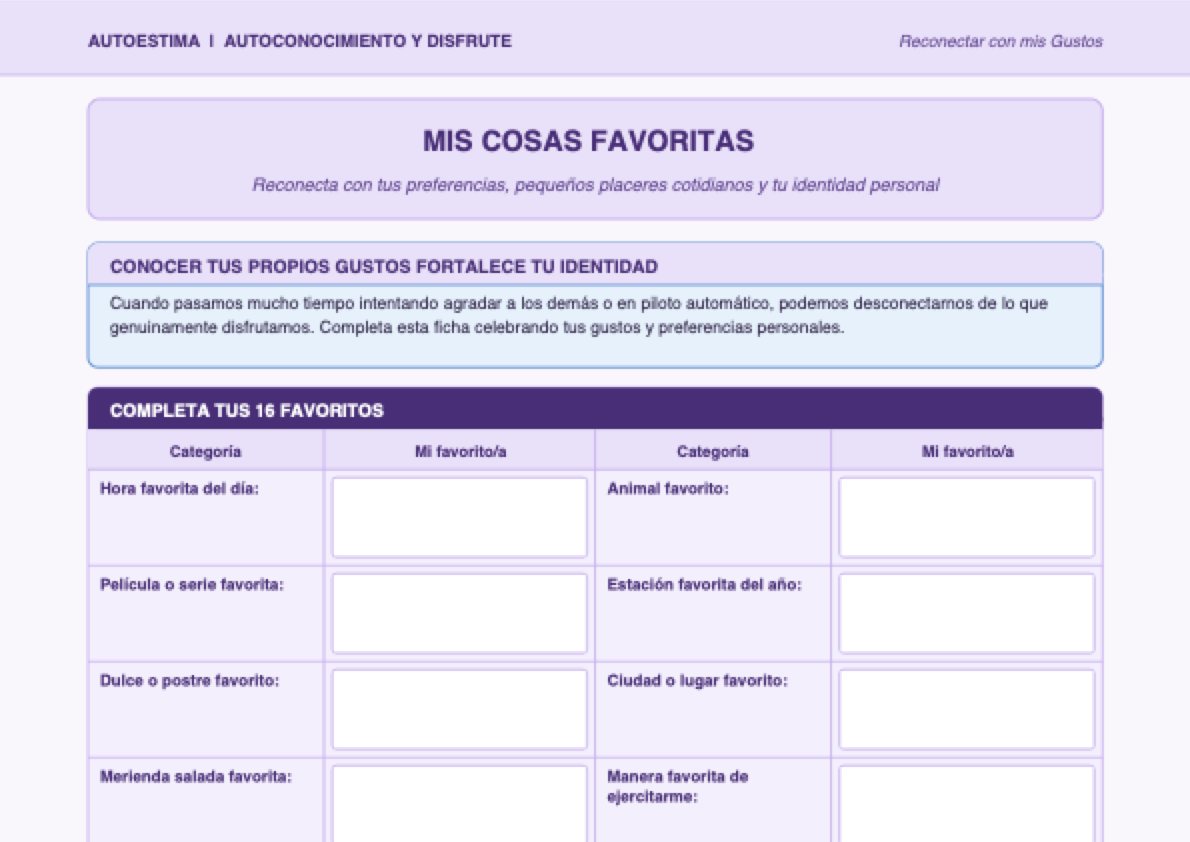 AUTOESTIMA | AUTOCONOCIMIENTO Y DISFRUTE
Reconectar con mis Gustos
MIS COSAS FAVORITAS
Reconecta con tus preferencias, pequeños placeres cotidianos y tu identidad personal
CONOCER TUS PROPIOS GUSTOS FORTALECE TU IDENTIDAD
Cuando pasamos mucho tiempo intentando agradar a los demás o en piloto automático, podemos desconectarnos de lo que
genuinamente disfrutamos. Completa esta ficha celebrando tus gustos y preferencias personales.
COMPLETA TUS 16 FAVORITOS
Categoría Mi favorito/a Categoría Mi favorito/a
Hora favorita del día: Animal favorito:
Película o serie favorita: Estación favorita del año:
Dulce o postre favorito: Ciudad o lugar favorito:
Merienda salada favorita: Manera favorita de
ejercitarme: